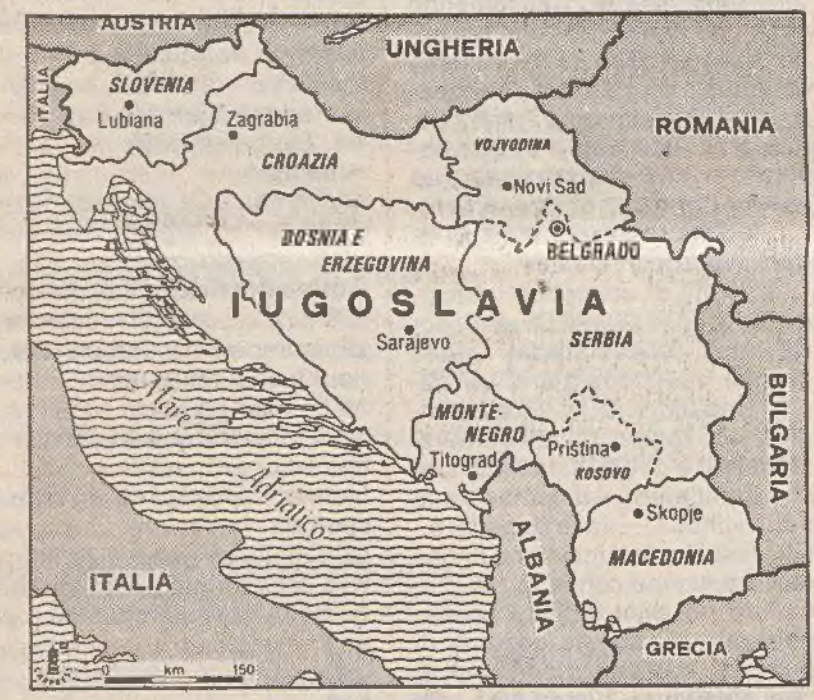 AUSTRIA
UNGHERIA
ITALIA
SLOVENIA
Lubiana
Zagrabia
CROAZIA
VOJVODINA
Novi Sad
ROMANIA
BOSNIA E
ERZEGOVINA
BELGRADO
IUGOSLAVIA
Sarajevo
SERBIA
Mare
Adriatico
MONTE-
NEGRO
Titograd
Priština
KOSOVO
BULGARIA
Skopje
MACEDONIA
ALBANIA
ITALIA
GRECIA
0 km 150